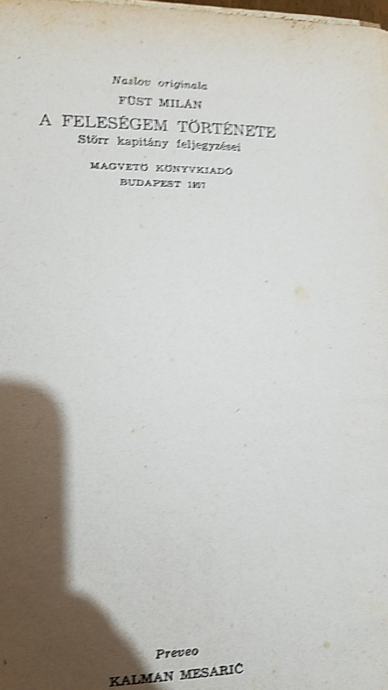 Naslov originala
FÜST MILÁN
A FELESÉGEM TÖRTÉNETE
Störr kapitány feljegyzései
MAGVETŐ KÖNYVKIADÓ
BUDAPEST 1957
Preveo
KALMAN MESARIĆ